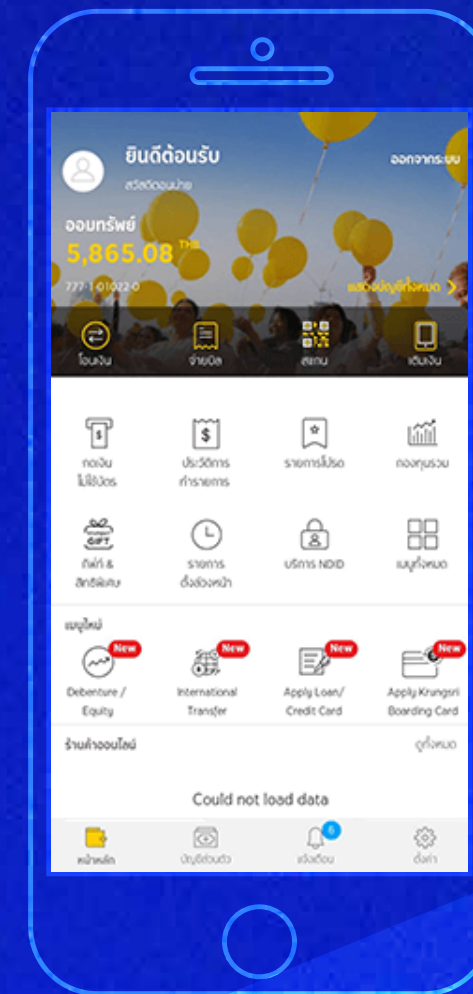 ยินดีต้อนรับ
ออกจากระบบ
สวัสดีตอนบ่าย
ออมทรัพย์
5,865.08 THB
777-1-01022-0
แสดงบัญชีทั้งหมด
โอนเงิน
จ่ายบิล
สแกน
เติมเงิน
กดเงิน
ไม่ใช้บัตร
ประวัติการ
ทำรายการ
รายการโปรด
กองทุนรวม
GIFT
กิฟท์ &
สิทธิพิเศษ
รายการ
ตั้งล่วงหน้า
บริการ NDID
เมนูทั้งหมด
เมนูใหม่
New
New
New
New
Debenture /
Equity
International
Transfer
Apply Loan/
Credit Card
Apply Krungsri
Boarding Card
ร้านค้าออนไลน์
ดูทั้งหมด
Could not load data
6
หน้าหลัก
บัญชีส่วนตัว
แจ้งเตือน
ตั้งค่า